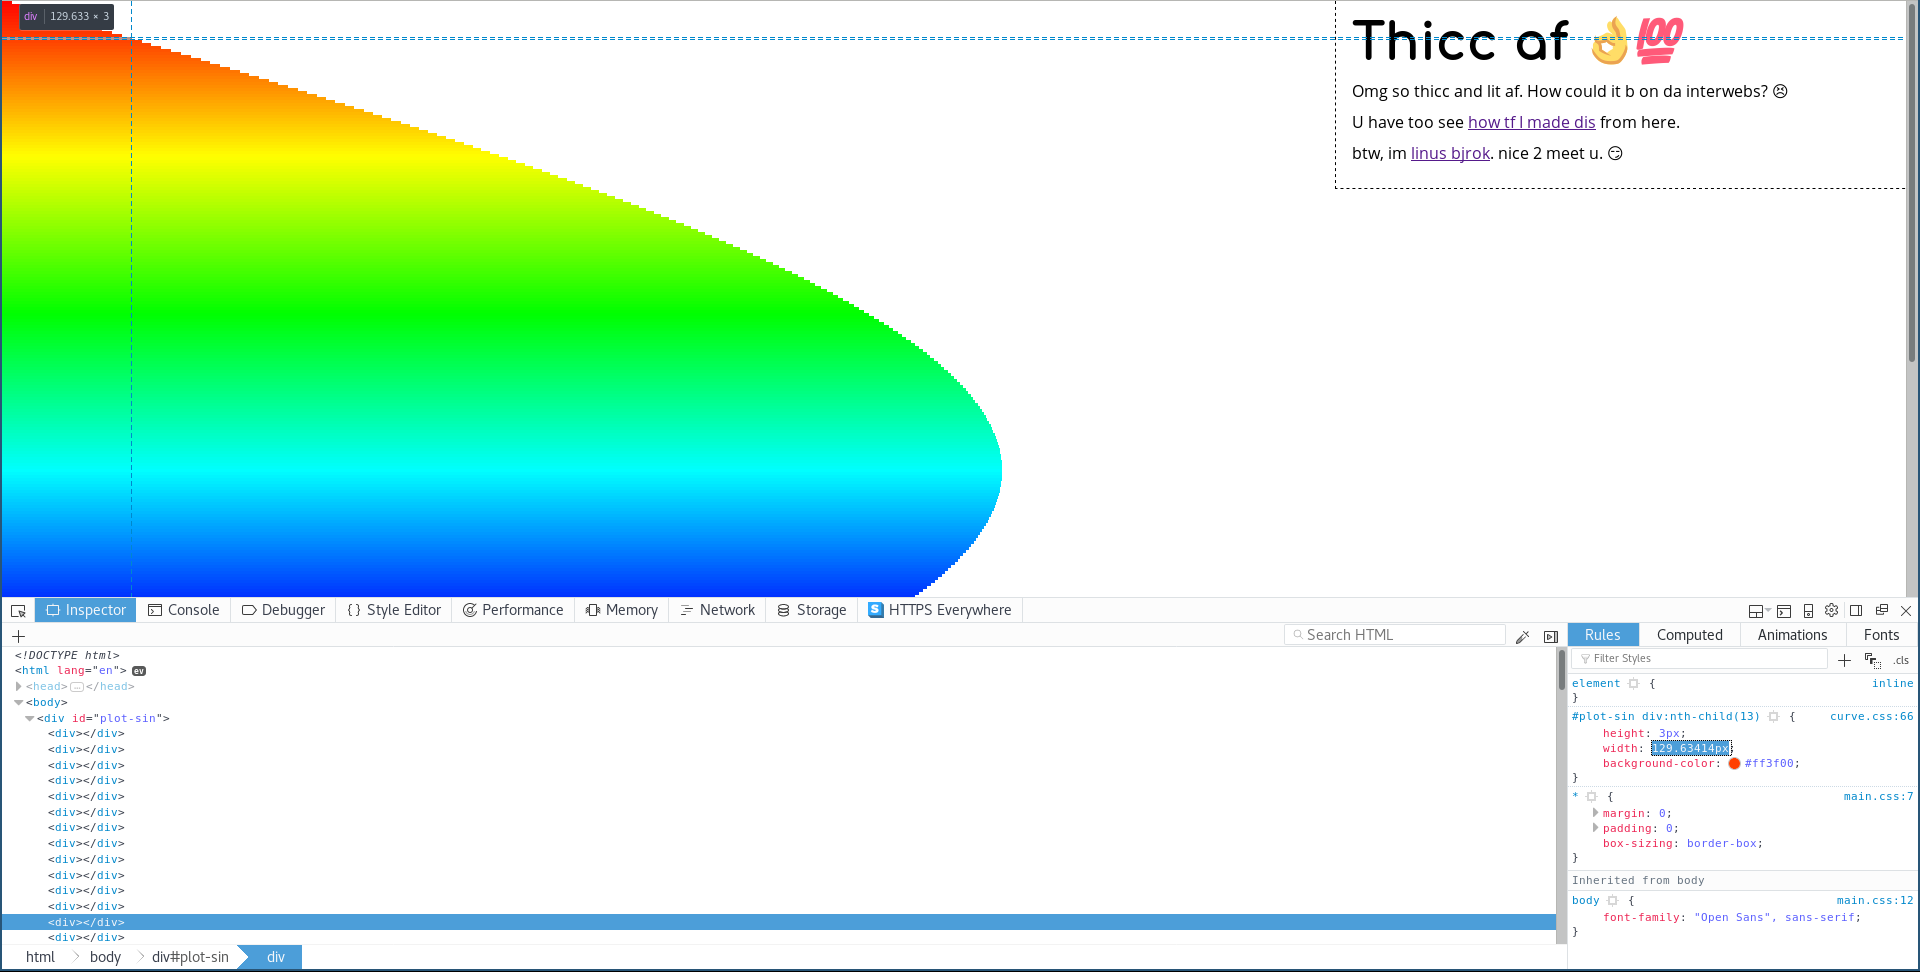 div 129.633 × 3
Thicc af 👌💯
Omg so thicc and lit af. How could it b on da interwebs? 😣
U have too see how tf I made dis from here.
btw, im linus bjrok. nice 2 meet u. 😏
Inspector Console Debugger { } Style Editor Performance Memory Network Storage S HTTPS Everywhere
+ Search HTML
<!DOCTYPE html>
<html lang="en"> ev
<head>…</head>
<body>
<div id="plot-sin">
<div></div>
<div></div>
<div></div>
<div></div>
<div></div>
<div></div>
<div></div>
<div></div>
<div></div>
<div></div>
<div></div>
<div></div>
<div></div>
<div></div>
html body div#plot-sin div
Rules Computed Animations Fonts
Filter Styles + .cls
element { inline
}
#plot-sin div:nth-child(13) { curve.css:66
height: 3px;
width: 129.63414px;
background-color: #ff3f00;
}
* { main.css:7
margin: 0;
padding: 0;
box-sizing: border-box;
}
Inherited from body
body { main.css:12
font-family: "Open Sans", sans-serif;
}